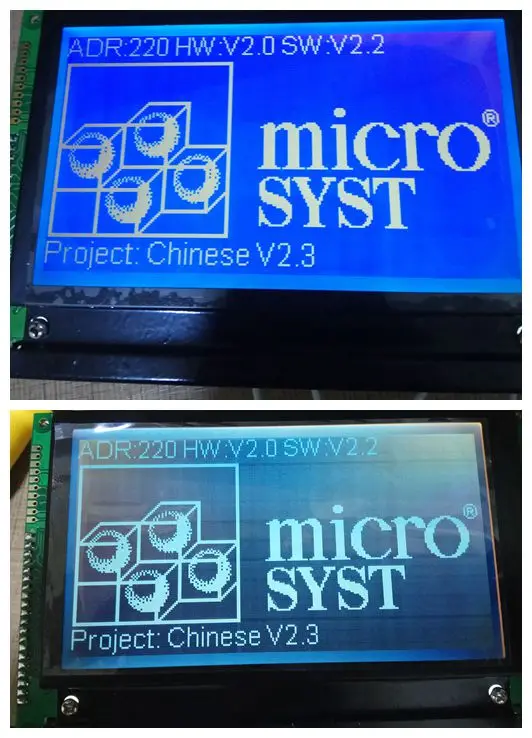 ADR:220 HW:V2.0 SW:V2.2
micro®
SYST
Project: Chinese V2.3
ADR:220 HW:V2.0 SW:V2.2
micro®
SYST
Project: Chinese V2.3